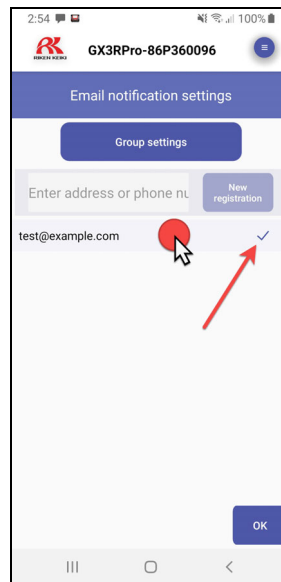 2:54
100%
RK
RIKEN KEIKI
GX3RPro-86P360096
Email notification settings
Group settings
Enter address or phone nu
New
registration
test@example.com
OK